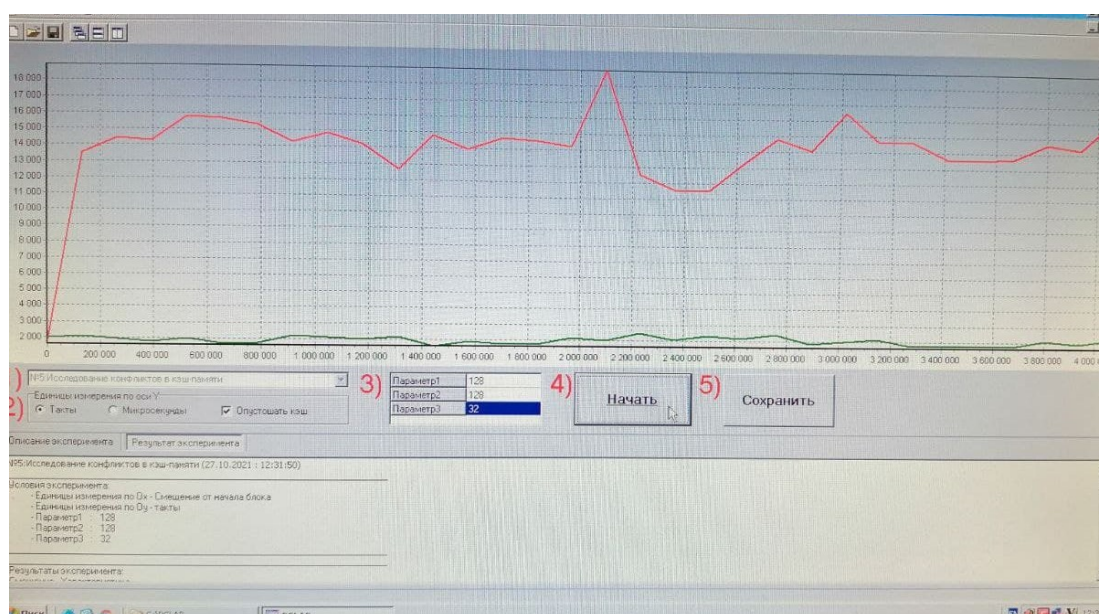 18 000
17 000
16 000
15 000
14 000
13 000
12 000
11 000
10 000
9 000
8 000
7 000
6 000
5 000
4 000
3 000
2 000
0 200 000 400 000 600 000 800 000 1 000 000 1 200 000 1 400 000 1 600 000 1 800 000 2 000 000 2 200 000 2 400 000 2 600 000 2 800 000 3 000 000 3 200 000 3 400 000 3 600 000 3 800 000 4 000
) №5:Исследование конфликтов в кэш-памяти
Единицы измерения по оси Y
2) Такты Микросекунды Опустошать кэш
3) Параметр1 128
Параметр2 128
Параметр3 32
4) Начать
5) Сохранить
Описание эксперимента Результат эксперимента
№5:Исследование конфликтов в кэш-памяти (27.10.2021 : 12:31:50)
Условия эксперимента:
- Единицы измерения по Ox - Смещение от начала блока
- Единицы измерения по Oy - такты
- Параметр1 : 128
- Параметр2 : 128
- Параметр3 : 32
Результаты эксперимента:
Пуск